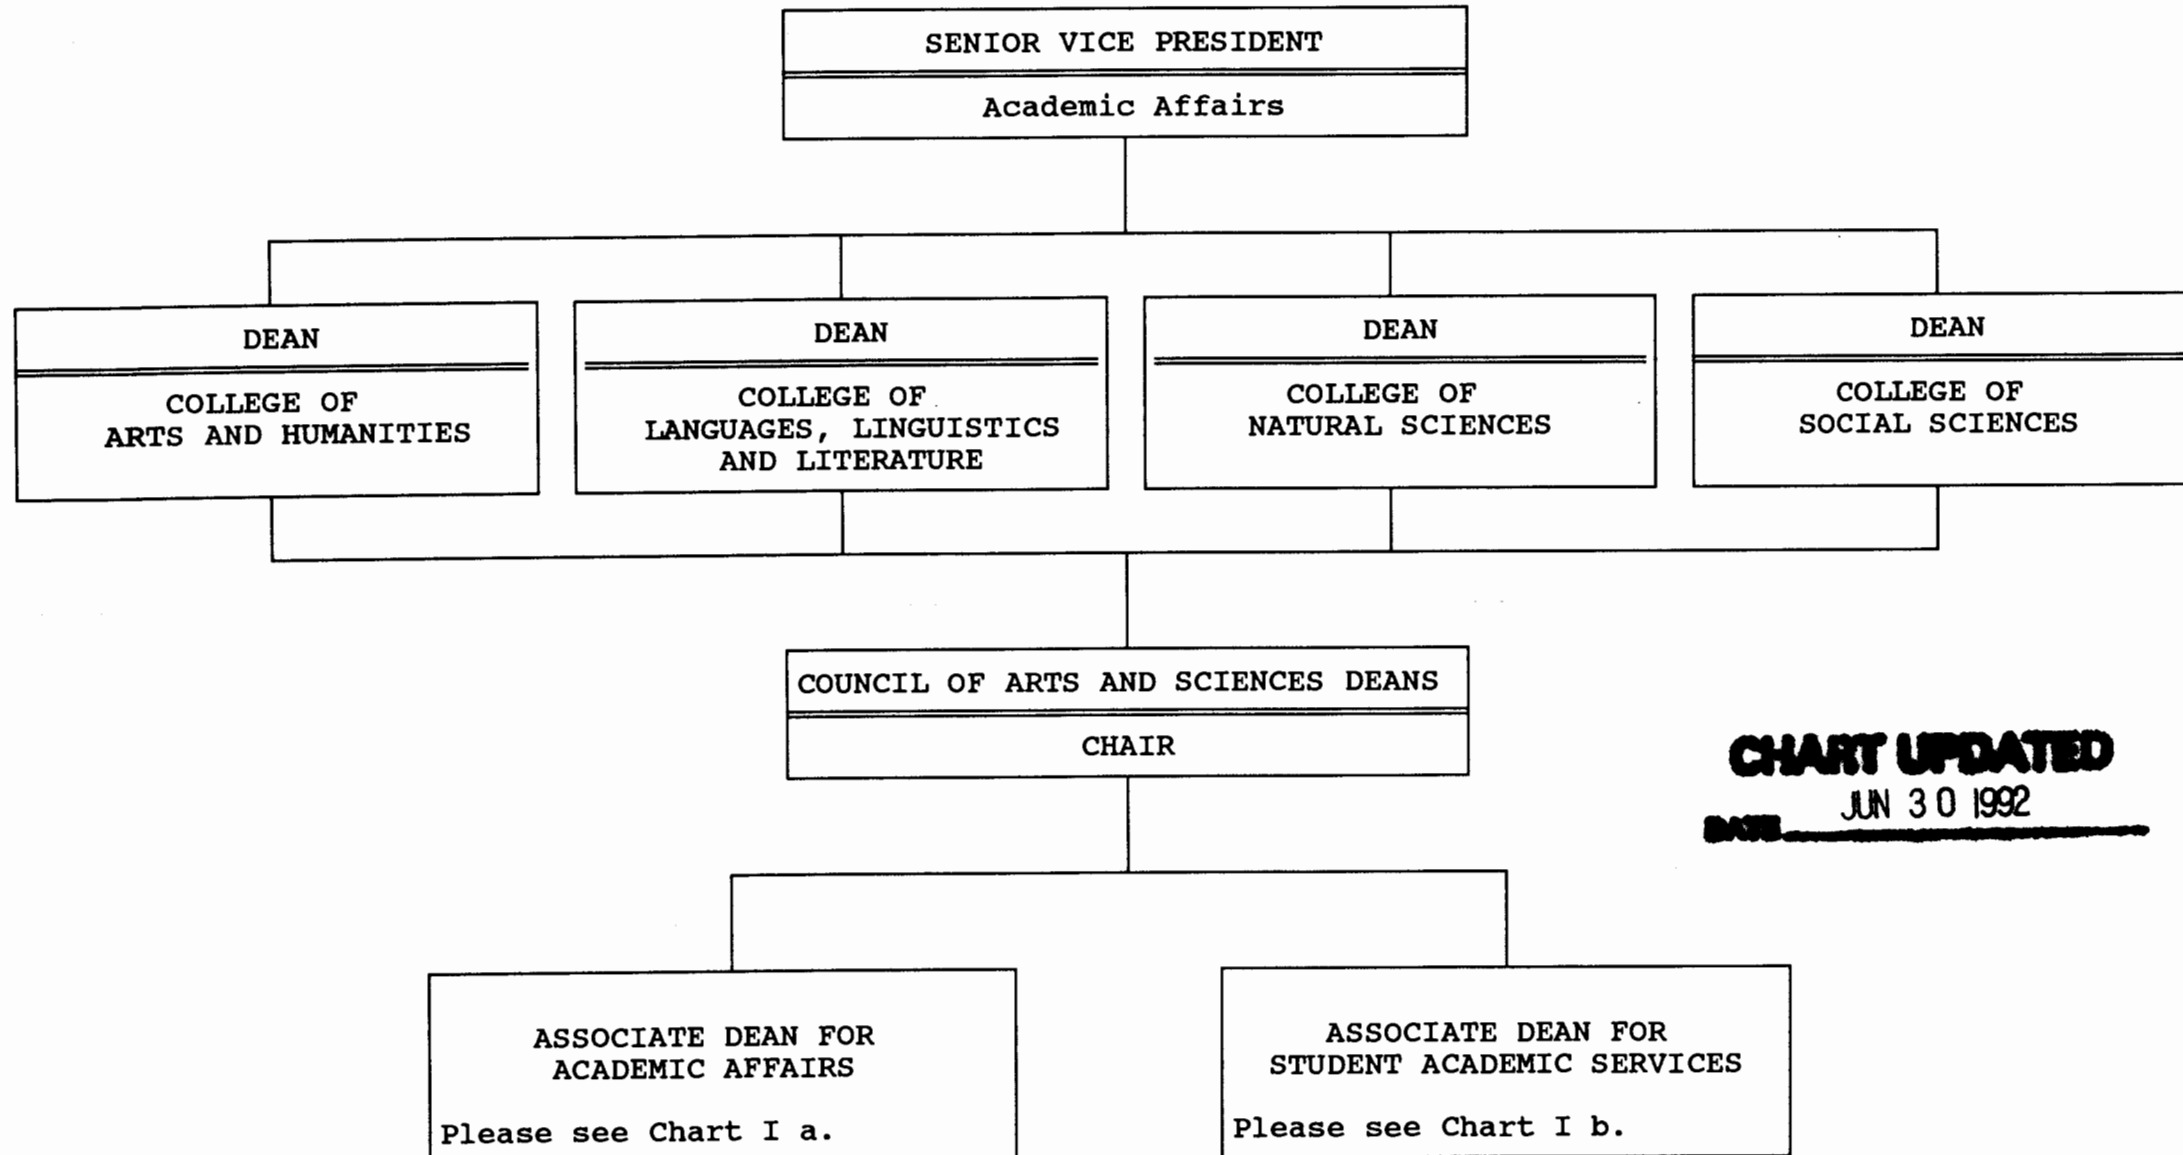 SENIOR VICE PRESIDENT
Academic Affairs
DEAN
COLLEGE OF
ARTS AND HUMANITIES
DEAN
COLLEGE OF
LANGUAGES, LINGUISTICS
AND LITERATURE
DEAN
COLLEGE OF
NATURAL SCIENCES
DEAN
COLLEGE OF
SOCIAL SCIENCES
COUNCIL OF ARTS AND SCIENCES DEANS
CHAIR
CHART UPDATED
JUN 30 1992
DATE
ASSOCIATE DEAN FOR
ACADEMIC AFFAIRS
Please see Chart I a.
ASSOCIATE DEAN FOR
STUDENT ACADEMIC SERVICES
Please see Chart I b.